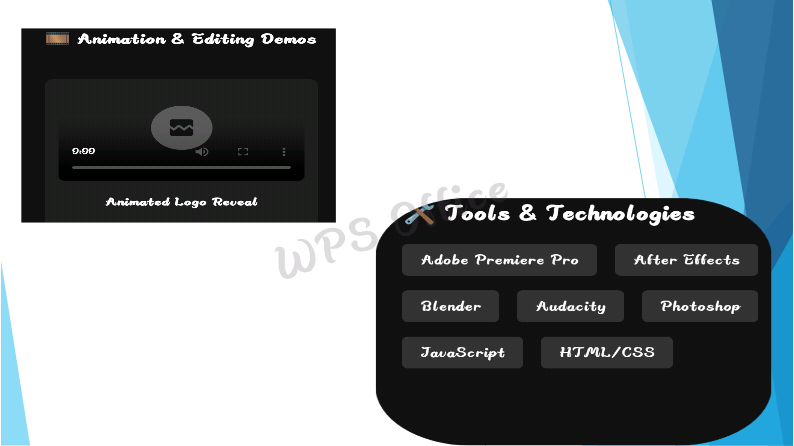 🎞️ Animation & Editing Demos
0:00
Animated Logo Reveal
WPS Office
🛠️ Tools & Technologies
Adobe Premiere Pro After Effects
Blender Audacity Photoshop
JavaScript HTML/CSS